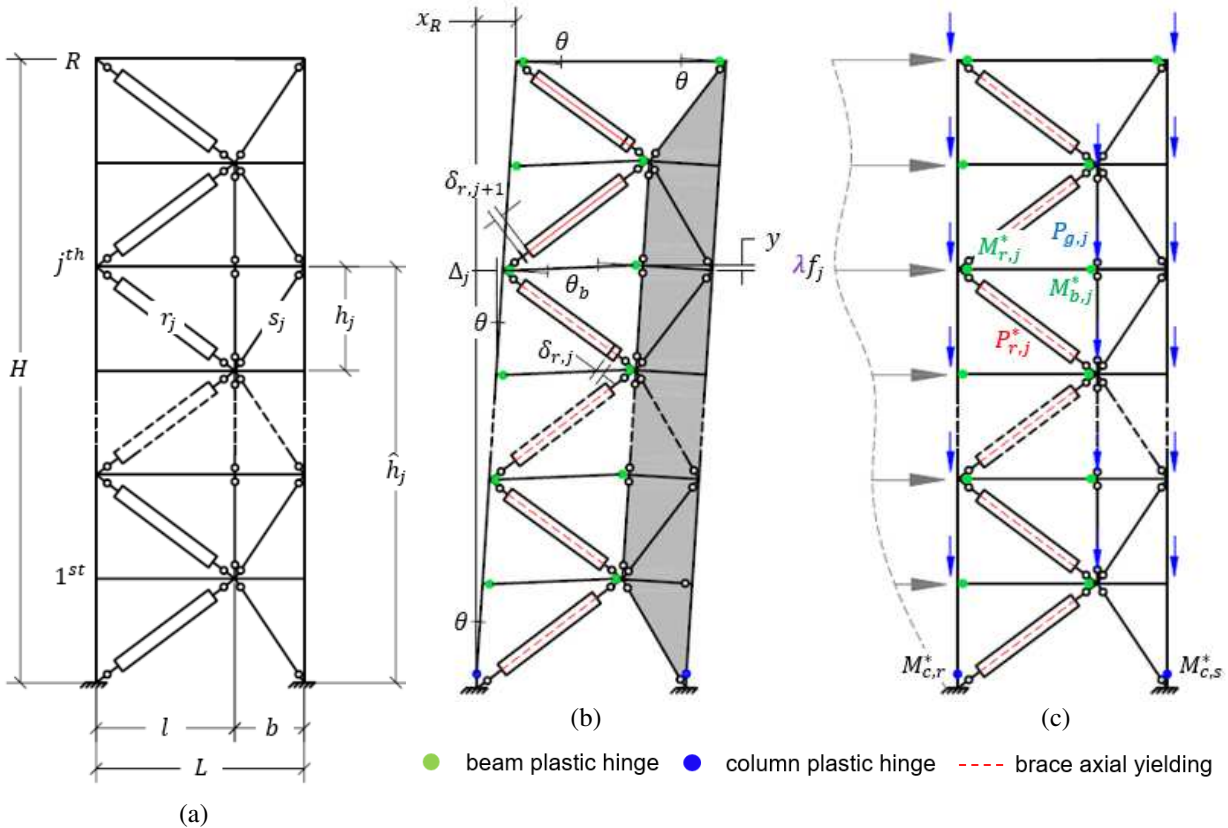 R
j^{th}
1^{st}
H
r_j
s_j
h_j
ĥ_j
l
b
L
(a)
x_R
θ
θ
δ_{r,j+1}
y
Δ_j
θ_b
θ
δ_{r,j}
θ
(b)
λf_j
M^*_{r,j}
P_{g,j}
M^*_{b,j}
P^*_{r,j}
M^*_{c,r}
M^*_{c,s}
(c)
beam plastic hinge
column plastic hinge
brace axial yielding